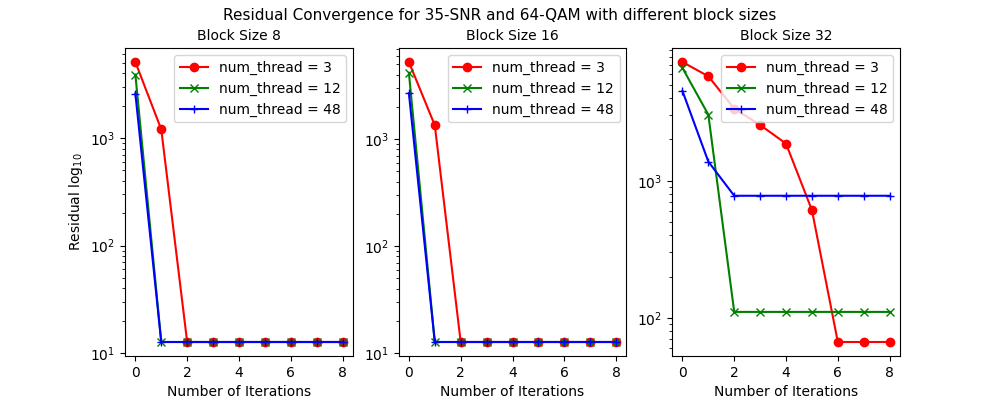 Residual Convergence for 35-SNR and 64-QAM with different block sizes
Block Size 8
Residual log₁₀
10³
10²
10¹
num_thread = 3
num_thread = 12
num_thread = 48
0 2 4 6 8
Number of Iterations
Block Size 16
10³
10²
10¹
num_thread = 3
num_thread = 12
num_thread = 48
0 2 4 6 8
Number of Iterations
Block Size 32
10³
10²
num_thread = 3
num_thread = 12
num_thread = 48
0 2 4 6 8
Number of Iterations